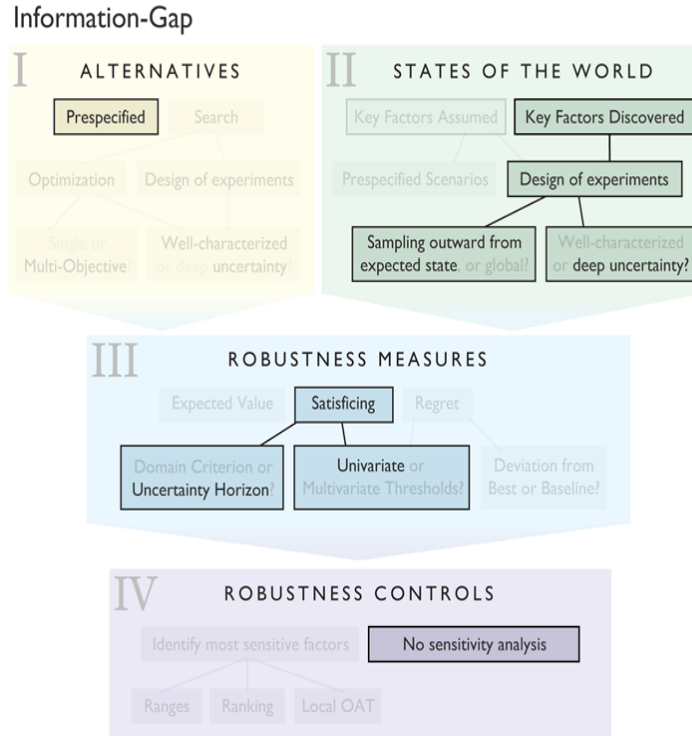 Information-Gap
I
ALTERNATIVES
Prespecified
Search
Optimization
Design of experiments
Single or
Multi-Objective?
Well-characterized
or deep uncertainty?
II
STATES OF THE WORLD
Key Factors Assumed
Key Factors Discovered
Prespecified Scenarios
Design of experiments
Sampling outward from
expected state, or global?
Well-characterized
or deep uncertainty?
III
ROBUSTNESS MEASURES
Expected Value
Satisficing
Regret
Domain Criterion or
Uncertainty Horizon?
Univariate or
Multivariate Thresholds?
Deviation from
Best or Baseline?
IV
ROBUSTNESS CONTROLS
Identify most sensitive factors
No sensitivity analysis
Ranges
Ranking
Local OAT